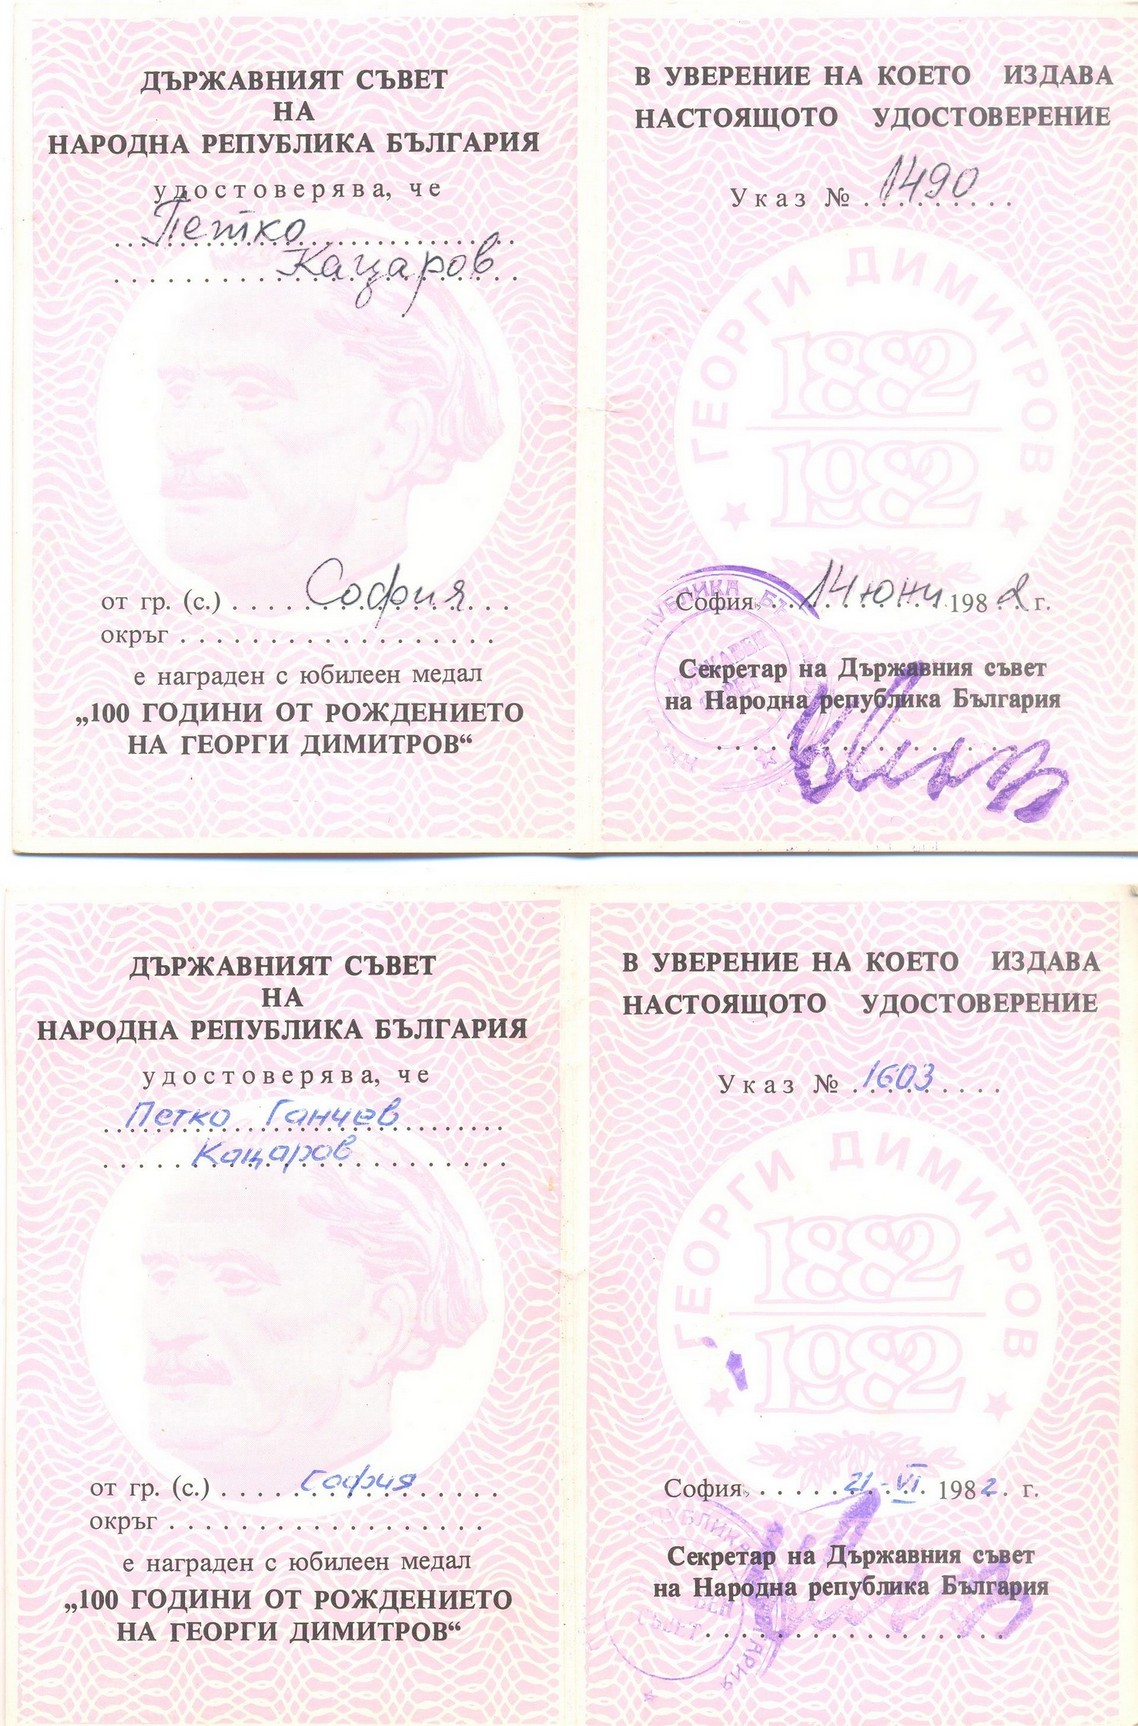 ДЪРЖАВНИЯТ СЪВЕТ
НА
НАРОДНА РЕПУБЛИКА БЪЛГАРИЯ
удостоверява, че
Петко
Кацаров
от гр. (с.) София
окръг
е награден с юбилеен медал
„100 ГОДИНИ ОТ РОЖДЕНИЕТО
НА ГЕОРГИ ДИМИТРОВ“
В УВЕРЕНИЕ НА КОЕТО ИЗДАВА
НАСТОЯЩОТО УДОСТОВЕРЕНИЕ
Указ № 1490
ГЕОРГИ ДИМИТРОВ
1882
1982
София, 14 юни 1982 г.
Секретар на Държавния съвет
на Народна република България
ДЪРЖАВНИЯТ СЪВЕТ
НА
НАРОДНА РЕПУБЛИКА БЪЛГАРИЯ
удостоверява, че
Петко Ганчев
Кацаров
от гр. (с.) София
окръг
е награден с юбилеен медал
„100 ГОДИНИ ОТ РОЖДЕНИЕТО
НА ГЕОРГИ ДИМИТРОВ“
В УВЕРЕНИЕ НА КОЕТО ИЗДАВА
НАСТОЯЩОТО УДОСТОВЕРЕНИЕ
Указ № 1603
ГЕОРГИ ДИМИТРОВ
1882
1982
София, 21-VI 1982. г.
Секретар на Държавния съвет
на Народна република България